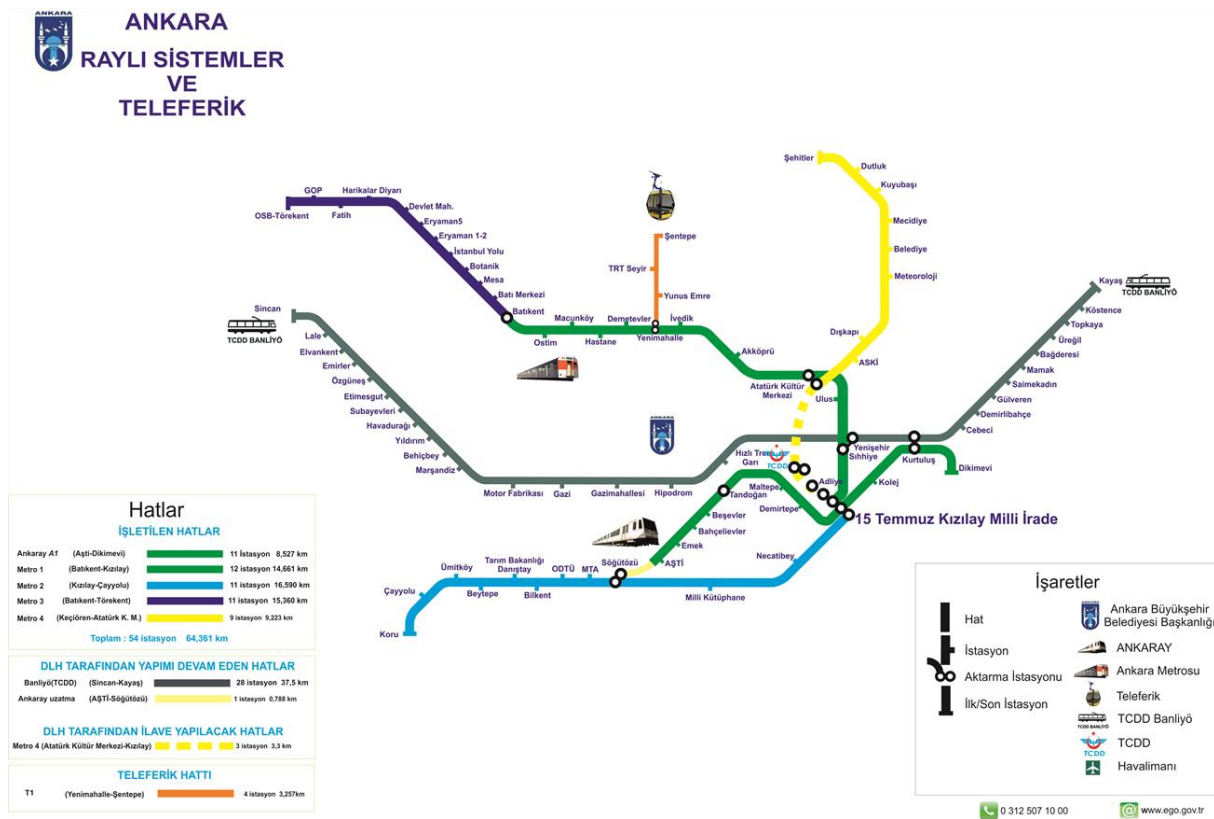 ANKARA
ANKARA
RAYLI SİSTEMLER
VE
TELEFERİK
Şehitler
Dutluk
Kuyubaşı
Mecidiye
Belediye
Meteoroloji
Dışkapı
ASKİ
GOP
Harikalar Diyarı
OSB-Törekent
Fatih
Devlet Mah.
Eryaman5
Eryaman 1-2
İstanbul Yolu
Botanik
Mesa
Batı Merkezi
Batıkent
Şentepe
TRT Seyir
Yunus Emre
Macunköy
Demetevler
İvedik
Ostim
Hastane
Yenimahalle
Akköprü
Atatürk Kültür
Merkezi
Ulus
Sincan
TCDD BANLİYÖ
Lale
Elvankent
Emirler
Özgüneş
Etimesgut
Subayevleri
Havadurağı
Yıldırım
Behiçbey
Marşandiz
Motor Fabrikası
Gazi
Gazimahallesi
Hipodrom
ANKARA
Hızlı Tren
Garı
TCDD
Yenişehir
Sıhhiye
Kurtuluş
Cebeci
Demirlibahçe
Gülveren
Saimekadın
Mamak
Bağderesi
Üreğil
Topkaya
Köstence
Kayaş
TCDD BANLİYÖ
Dikimevi
Kolej
Adliye
Maltepe
Tandoğan
Demirtepe
Beşevler
Bahçelievler
Emek
AŞTİ
15 Temmuz Kızılay Milli İrade
Necatibey
Milli Kütüphane
Söğütözü
MTA
ODTÜ
Bilkent
Tarım Bakanlığı
Danıştay
Beytepe
Ümitköy
Çayyolu
Koru
Hatlar
İŞLETİLEN HATLAR
Ankaray A1 (Aşti-Dikimevi) 11 İstasyon 8,527 km
Metro 1 (Batıkent-Kızılay) 12 istasyon 14,661 km
Metro 2 (Kızılay-Çayyolu) 11 istasyon 16,590 km
Metro 3 (Batıkent-Törekent) 11 istasyon 15,360 km
Metro 4 (Keçiören-Atatürk K. M.) 9 istasyon 9,223 km
Toplam : 54 istasyon 64,361 km
DLH TARAFINDAN YAPIMI DEVAM EDEN HATLAR
Banliyö(TCDD) (Sincan-Kayaş) 28 istasyon 37,5 km
Ankaray uzatma (AŞTİ-Söğütözü) 1 istasyon 0,788 km
DLH TARAFINDAN İLAVE YAPILACAK HATLAR
Metro 4 (Atatürk Kültür Merkezi-Kızılay) 3 istasyon 3,3 km
TELEFERİK HATTI
T1 (Yenimahalle-Şentepe) 4 istasyon 3,257km
İşaretler
Hat
İstasyon
Aktarma İstasyonu
İlk/Son İstasyon
Ankara Büyükşehir
Belediyesi Başkanlığı
ANKARAY
Ankara Metrosu
Teleferik
TCDD BANLİYÖ
TCDD Banliyö
TCDD
TCDD
Havalimanı
0 312 507 10 00
www.ego.gov.tr